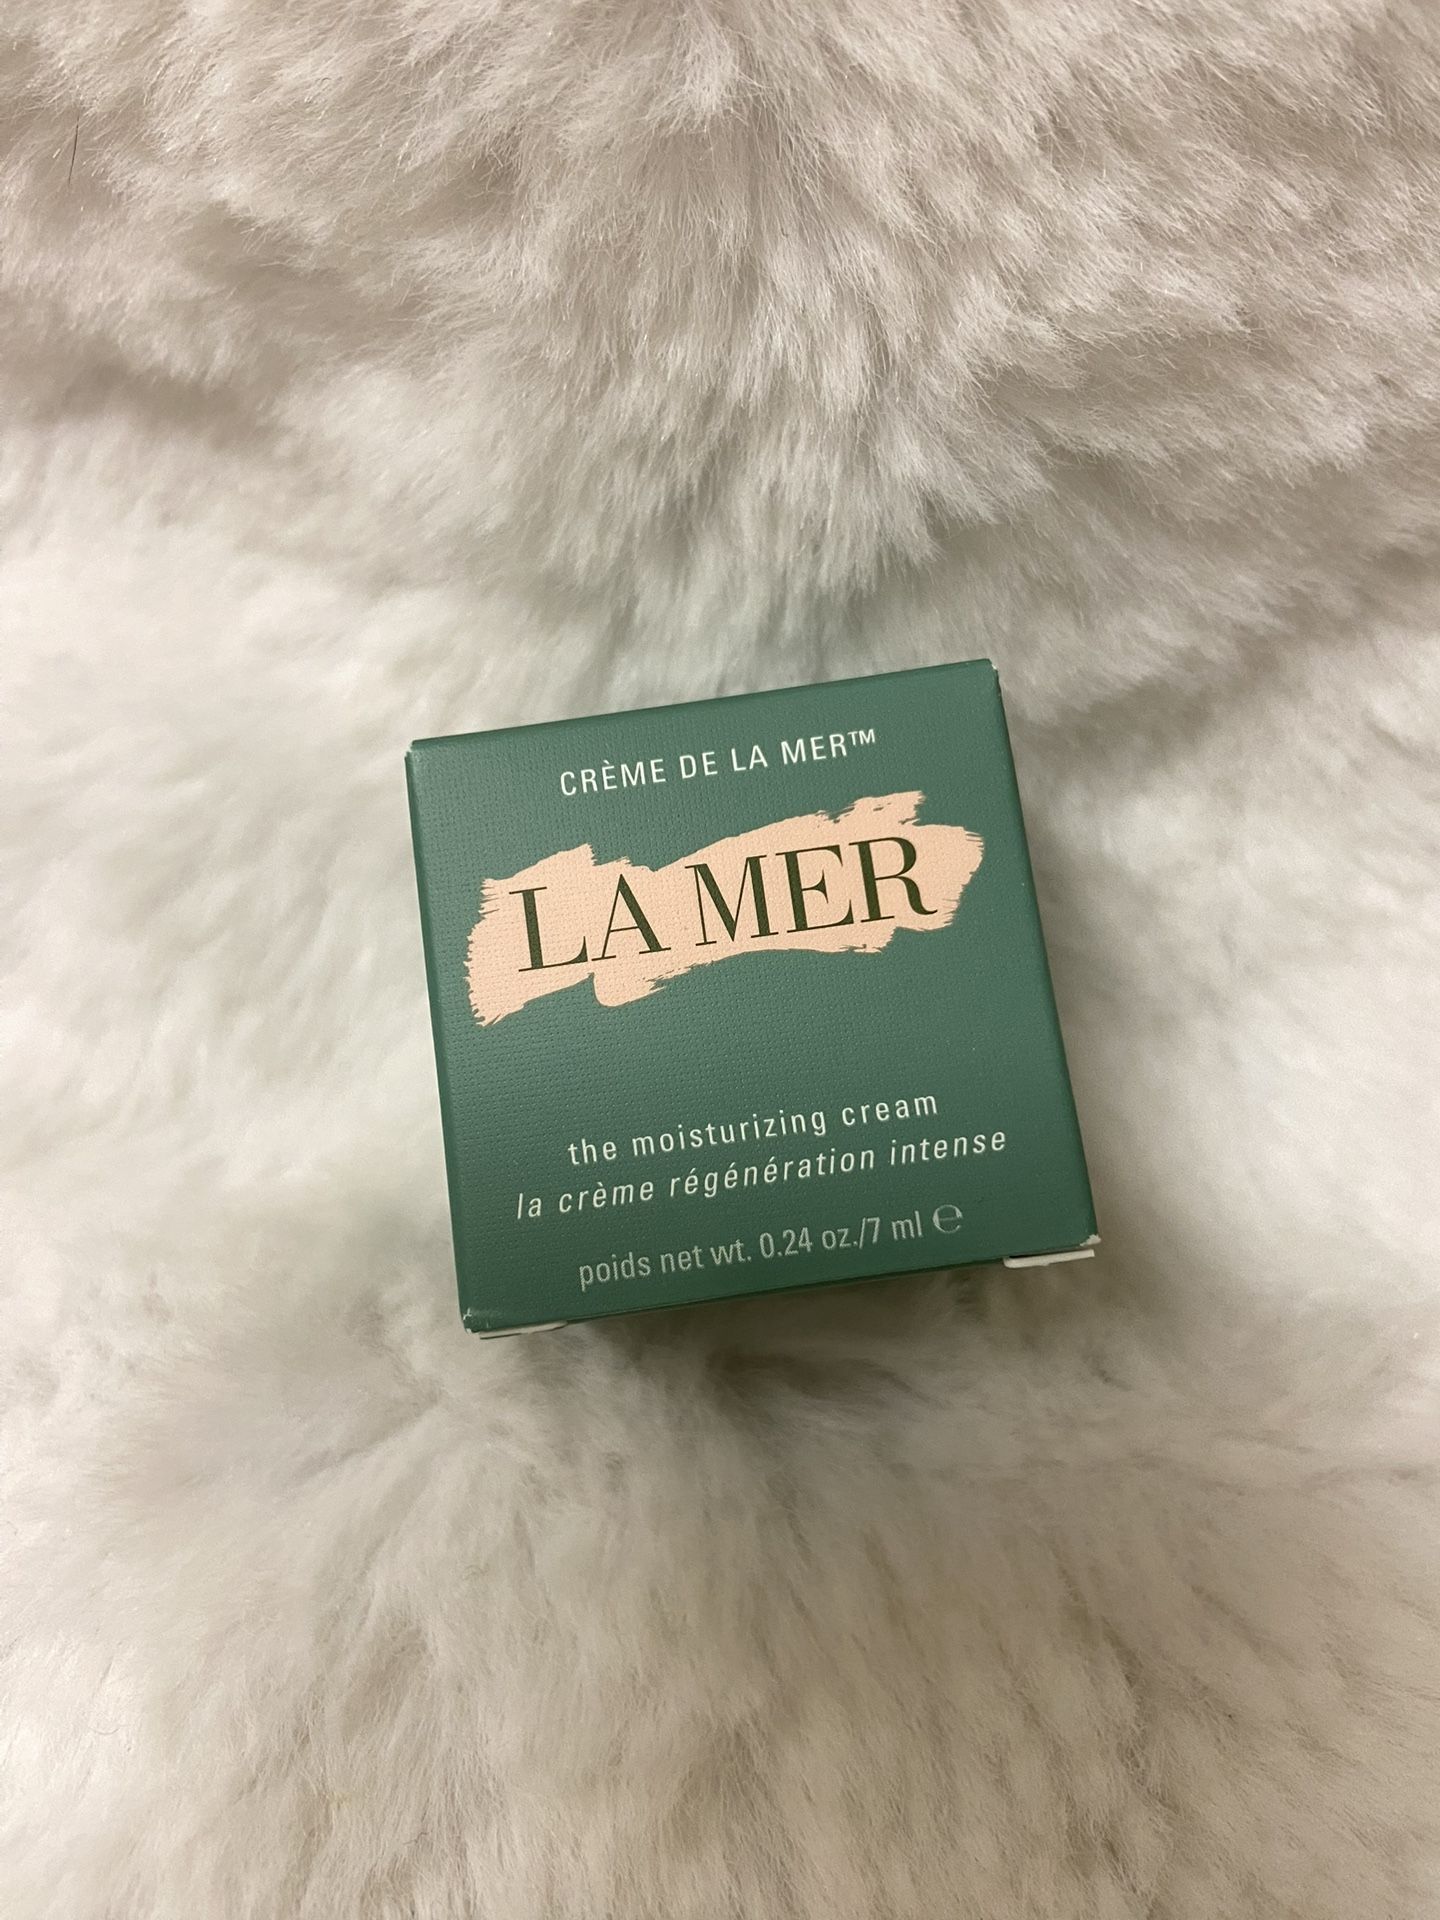 CRÈME DE LA MER™
LA MER
the moisturizing cream
la crème régénération intense
poids net wt. 0.24 oz./7 ml ℮